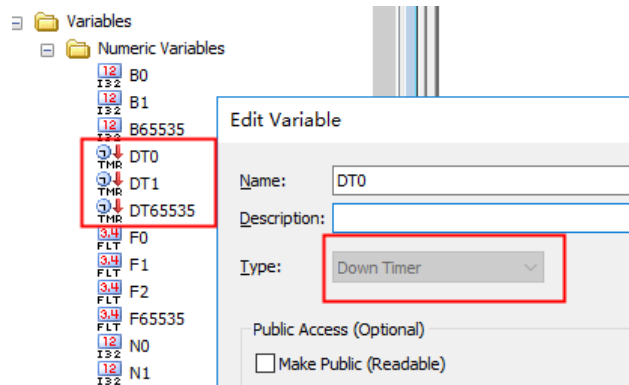 Variables
Numeric Variables
12
I32 B0
12
I32 B1
12
I32 B65535
TMR DT0
TMR DT1
TMR DT65535
3.4
FLT F0
3.4
FLT F1
3.4
FLT F2
3.4
FLT F65535
12
I32 N0
12
I32 N1
Edit Variable
Name: DT0
Description:
Type: Down Timer
Public Access (Optional)
Make Public (Readable)